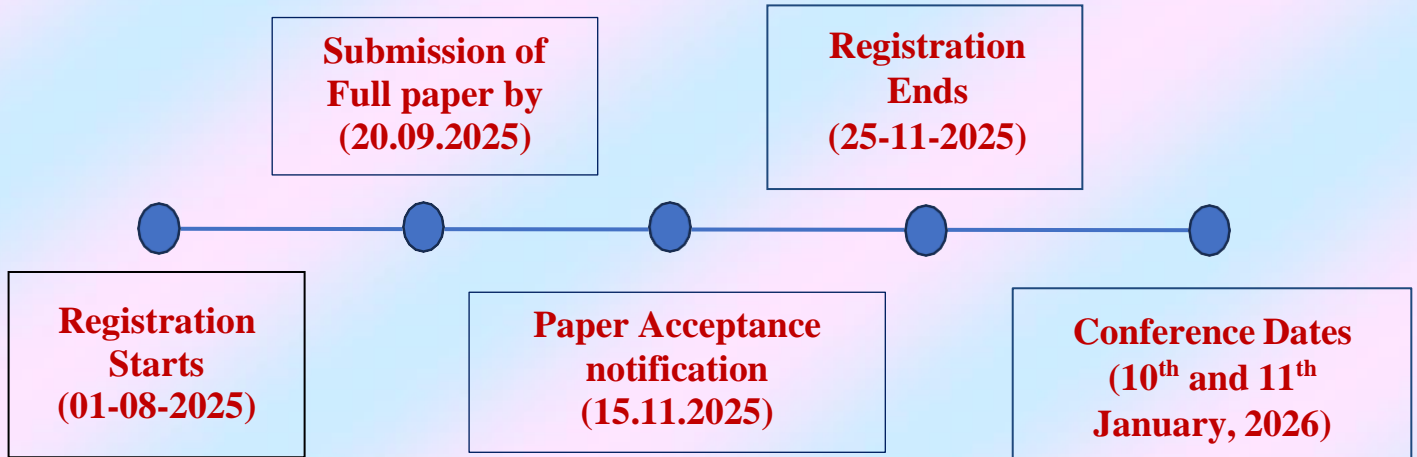 Registration
Starts
(01-08-2025)
Submission of
Full paper by
(20.09.2025)
Paper Acceptance
notification
(15.11.2025)
Registration
Ends
(25-11-2025)
Conference Dates
(10th and 11th
January, 2026)